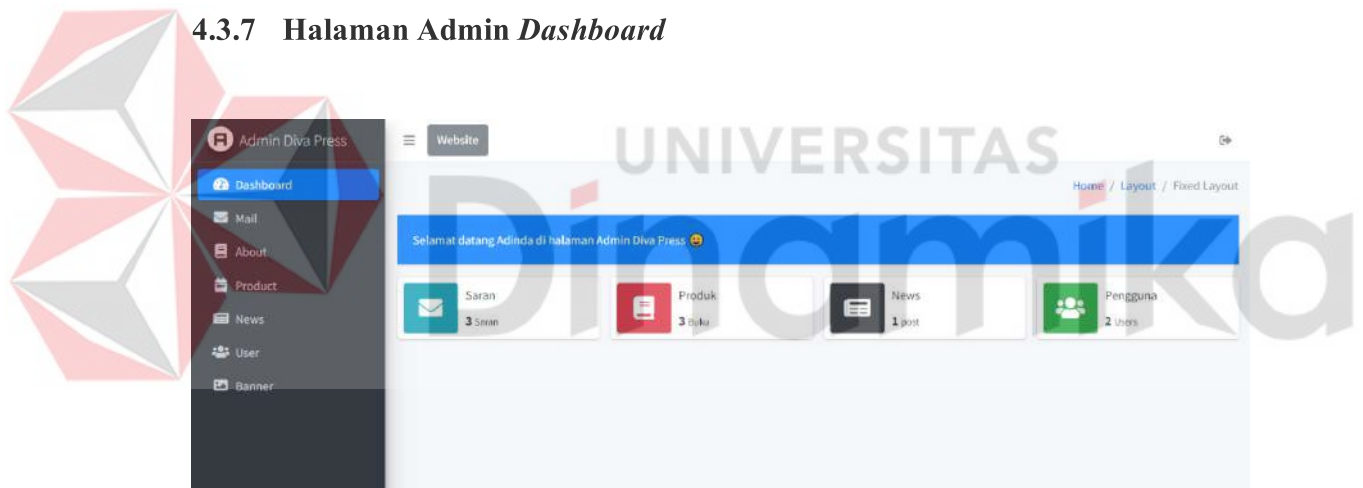 4.3.7 Halaman Admin Dashboard
UNIVERSITAS
Dinamika
Admin Diva Press
Website
Dashboard
Home / Layout / Fixed Layout
Mail
Selamat datang Adinda di halaman Admin Diva Press 😀
About
Product
News
User
Banner
Saran
3 Saran
Produk
3 Buku
News
1 post
Pengguna
2 Users